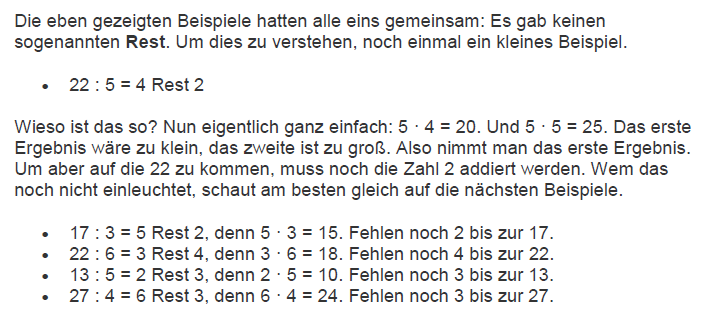 Die eben gezeigten Beispiele hatten alle eins gemeinsam: Es gab keinen
sogenannten Rest. Um dies zu verstehen, noch einmal ein kleines Beispiel.
• 22 : 5 = 4 Rest 2
Wieso ist das so? Nun eigentlich ganz einfach: 5 · 4 = 20. Und 5 · 5 = 25. Das erste
Ergebnis wäre zu klein, das zweite ist zu groß. Also nimmt man das erste Ergebnis.
Um aber auf die 22 zu kommen, muss noch die Zahl 2 addiert werden. Wem das
noch nicht einleuchtet, schaut am besten gleich auf die nächsten Beispiele.
• 17 : 3 = 5 Rest 2, denn 5 · 3 = 15. Fehlen noch 2 bis zur 17.
• 22 : 6 = 3 Rest 4, denn 3 · 6 = 18. Fehlen noch 4 bis zur 22.
• 13 : 5 = 2 Rest 3, denn 2 · 5 = 10. Fehlen noch 3 bis zur 13.
• 27 : 4 = 6 Rest 3, denn 6 · 4 = 24. Fehlen noch 3 bis zur 27.